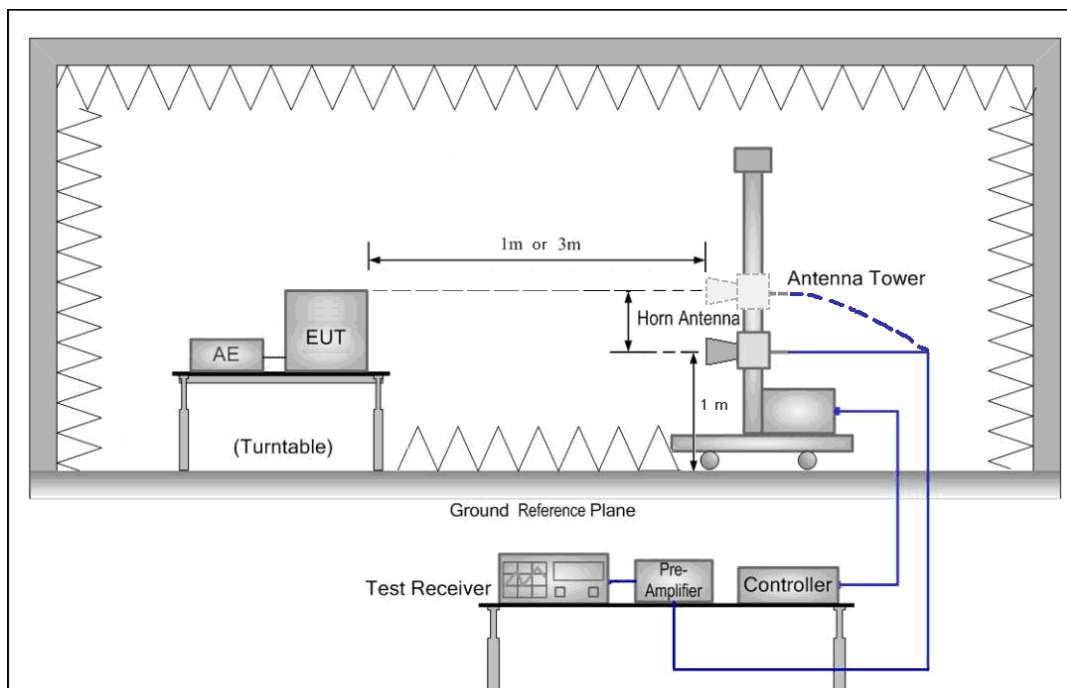 1m or 3m
Antenna Tower
Horn Antenna
EUT
AE
1 m
(Turntable)
Ground Reference Plane
Test Receiver
Pre-
Amplifier
Controller